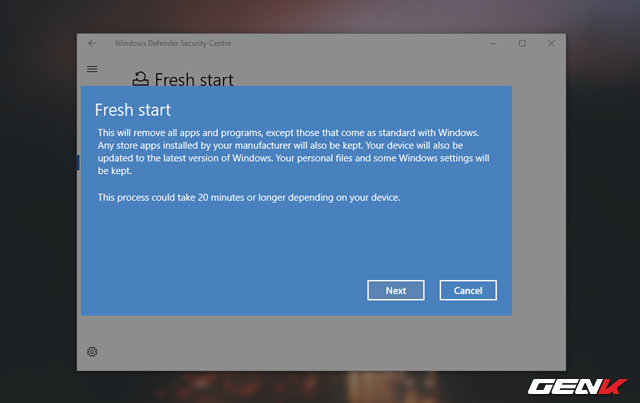 Windows Defender Security Centre
Fresh start
Fresh start
This will remove all apps and programs, except those that come as standard with Windows.
Any store apps installed by your manufacturer will also be kept. Your device will also be
updated to the latest version of Windows. Your personal files and some Windows settings will
be kept.
This process could take 20 minutes or longer depending on your device.
Next
Cancel
GENK